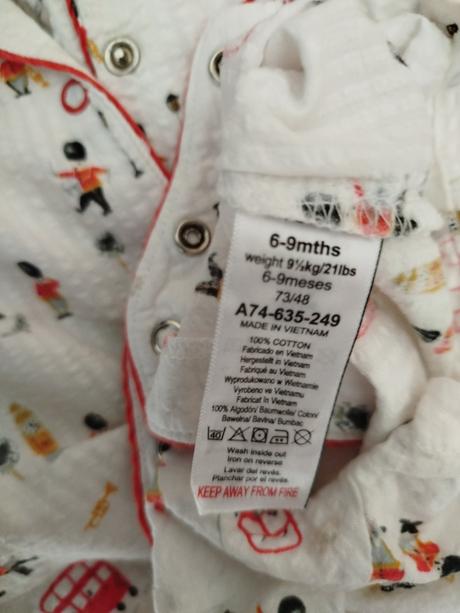 6-9mths
weight 9½kg/21lbs
6-9meses
73/48
A74-635-249
MADE IN VIETNAM
100% COTTON
Fabricado en Vietnam
Hergestellt in Vietnam
Fabriqué au Vietnam
Wyprodukowano w Wietnamie
Vyrobeno ve Vietnamu
Fabricat în Vietnam
100% Algodón/ Baumwolle/ Coton/
Bawełna/ Bavlna/ Bumbac
40
Wash inside out
Iron on reverse
Lavar del revés.
Planchar por el revés.
KEEP AWAY FROM FIRE